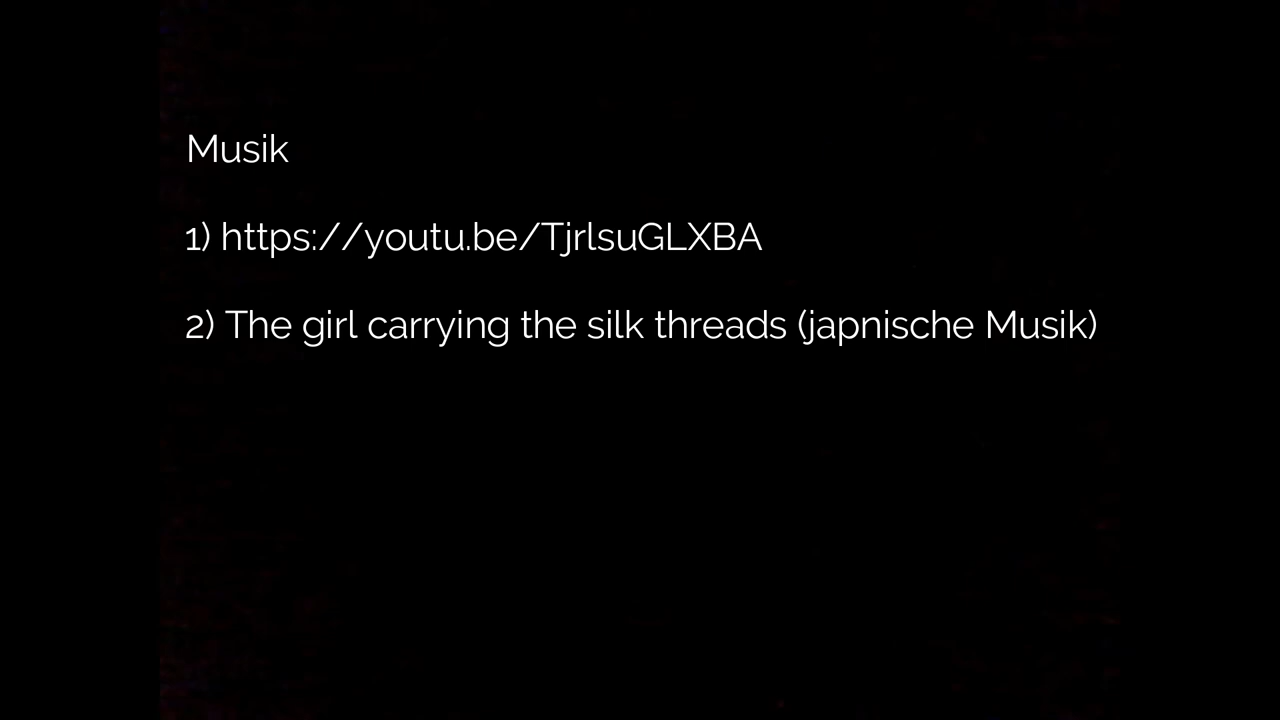 Musik
1) https://youtu.be/TjrlsuGLXBA
2) The girl carrying the silk threads (japnische Musik)